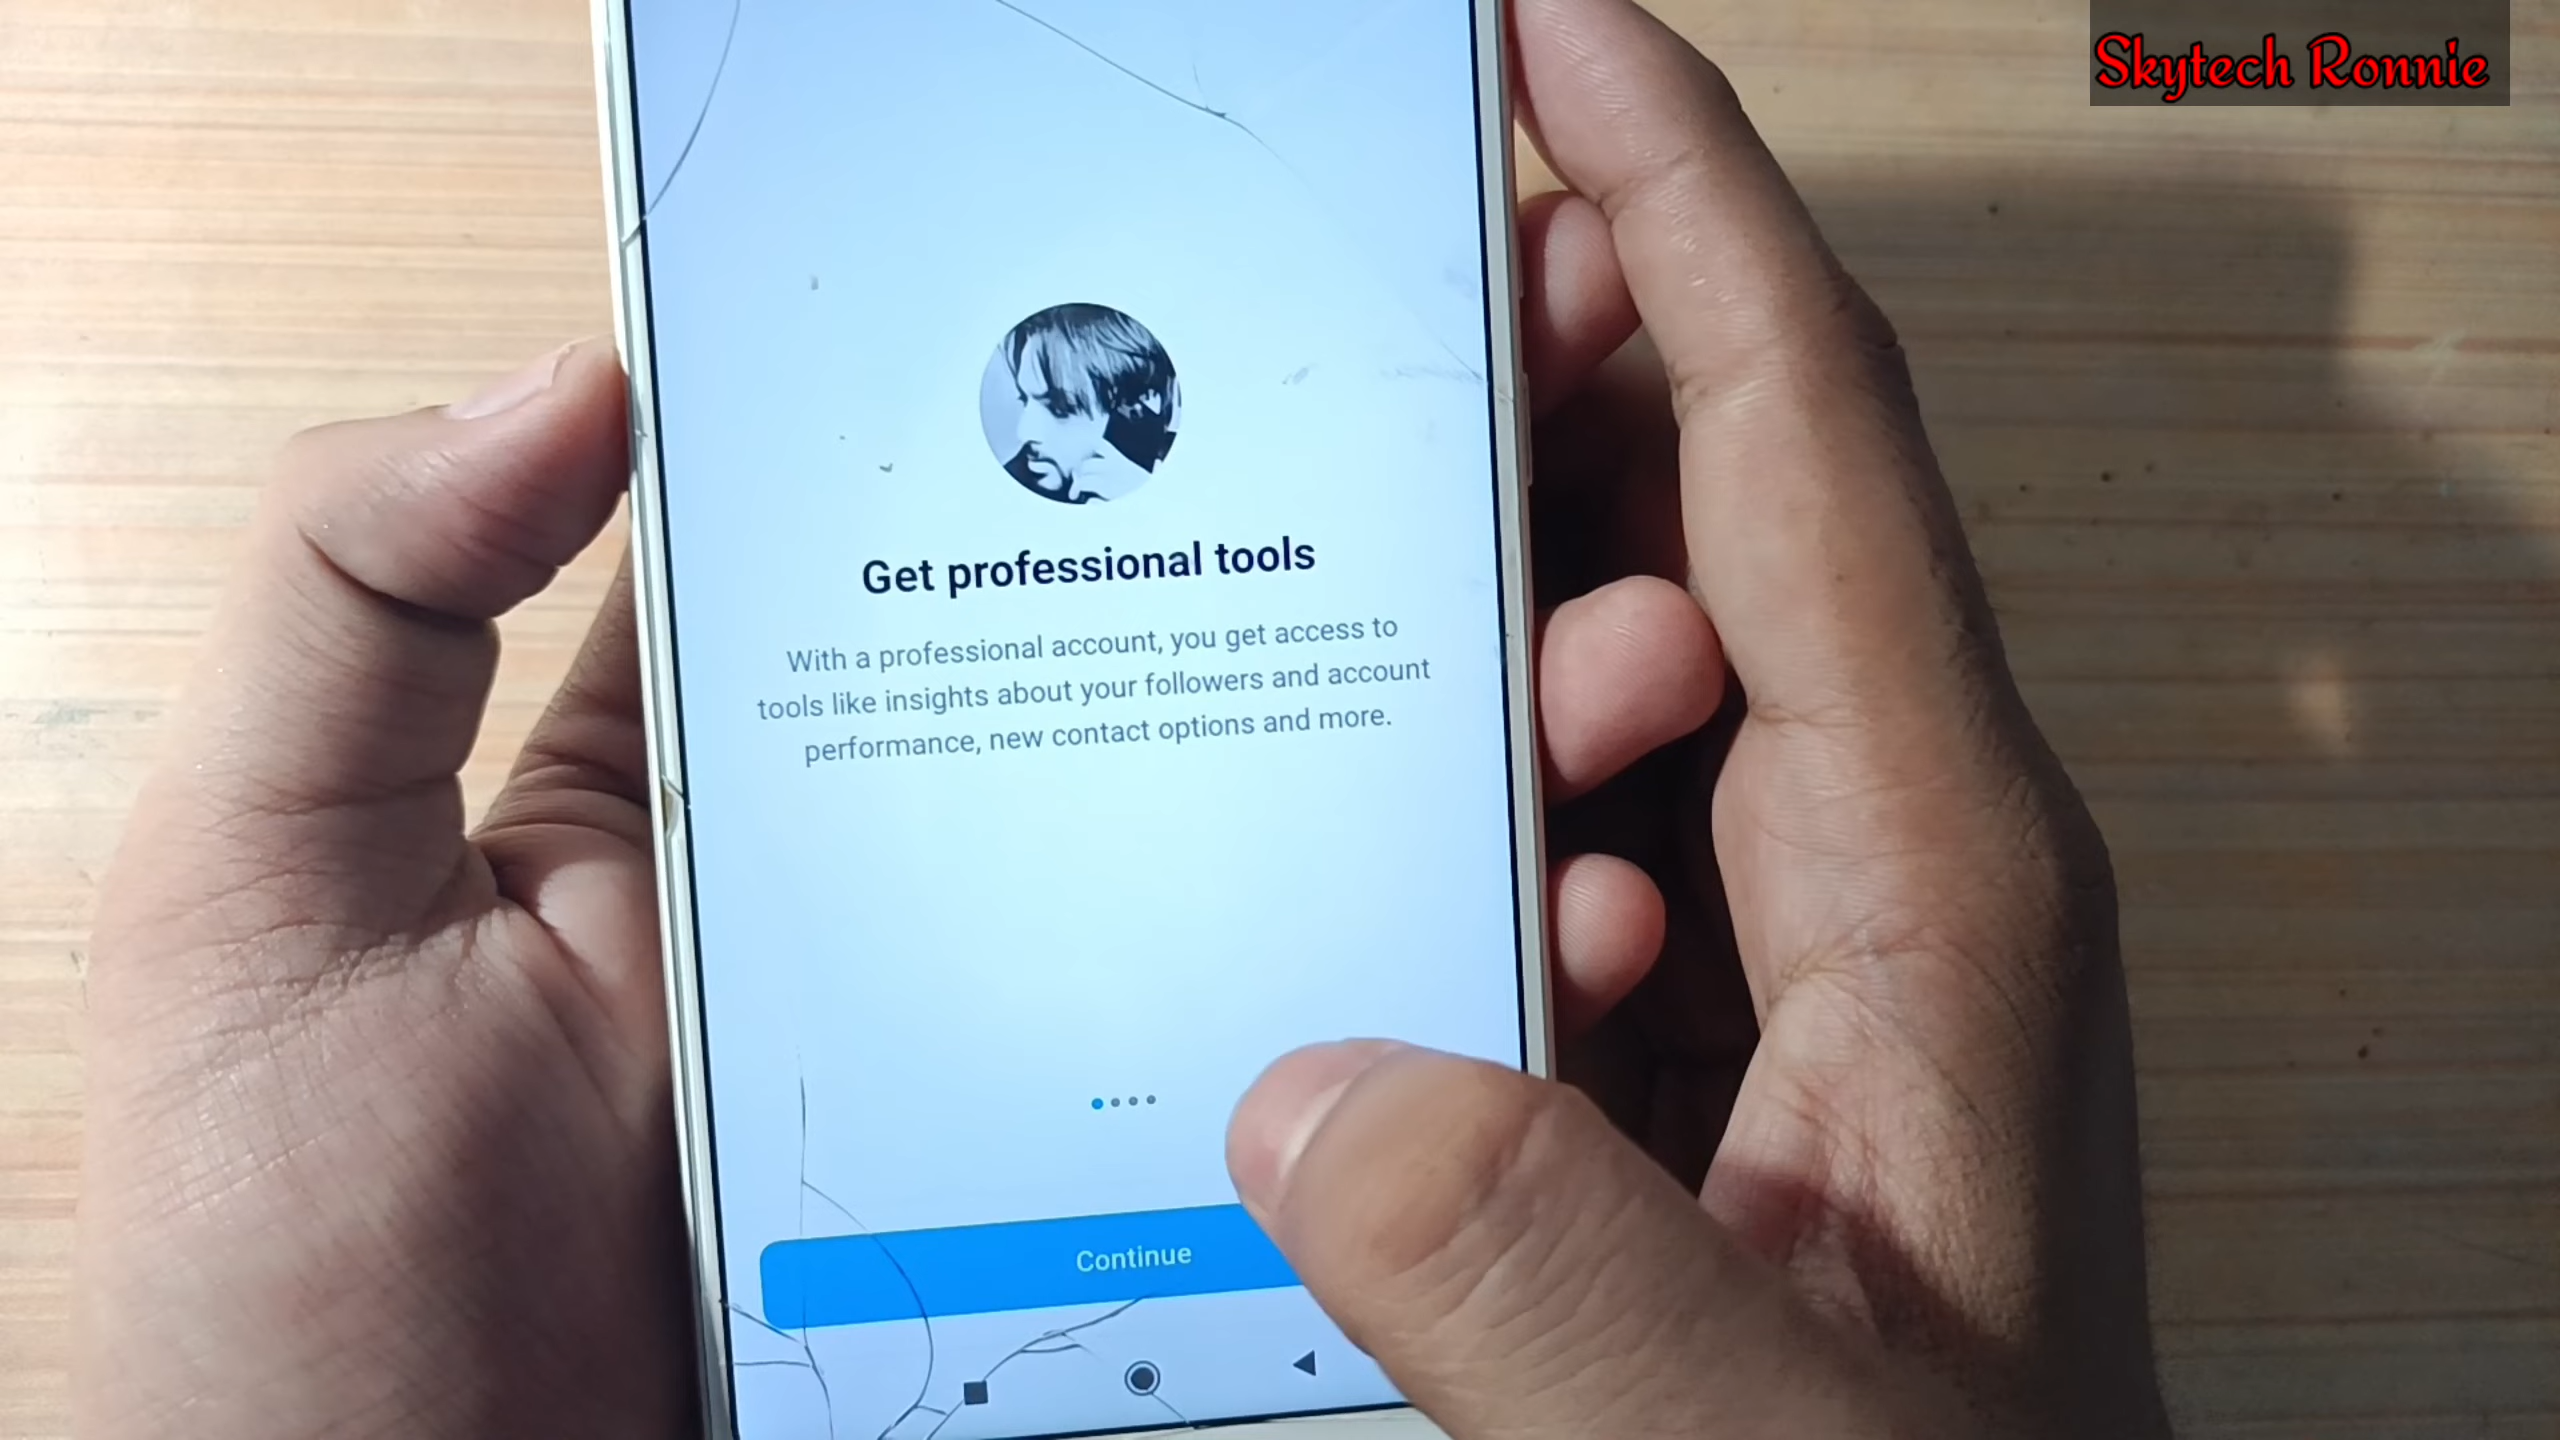 Skytech Ronnie
Get professional tools
With a professional account, you get access to
tools like insights about your followers and account
performance, new contact options and more.
Continue